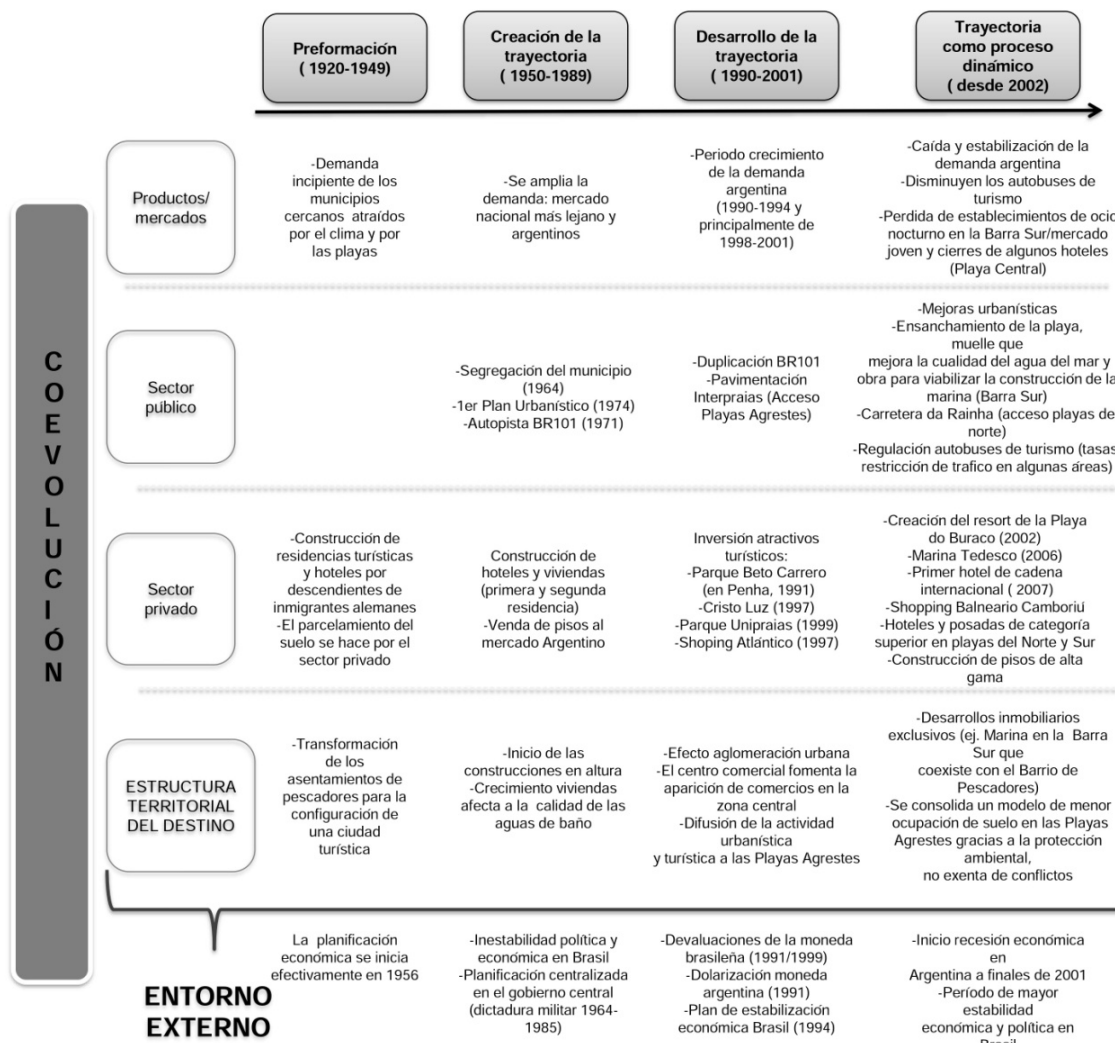 Preformación
( 1920-1949)
Creación de la
trayectoria
( 1950-1989)
Desarrollo de la
trayectoria
( 1990-2001)
Trayectoria
como proceso
dinámico
( desde 2002)
COEVOLUCIÓN
Productos/
mercados
-Demanda
incipiente de los
municipios
cercanos atraídos
por el clima y por
las playas
-Se amplia la
demanda: mercado
nacional más lejano y
argentinos
-Periodo crecimiento
de la demanda
argentina
(1990-1994 y
principalmente de
1998-2001)
-Caída y estabilización de la
demanda argentina
-Disminuyen los autobuses de
turismo
-Perdida de establecimientos de ocio
nocturno en la Barra Sur/mercado
joven y cierres de algunos hoteles
(Playa Central)
Sector
público
-Segregación del municipio
(1964)
-1er Plan Urbanístico (1974)
-Autopista BR101 (1971)
-Duplicación BR101
-Pavimentación
Interpraias (Acceso
Playas Agrestes)
-Mejoras urbanísticas
-Ensanchamiento de la playa,
muelle que
mejora la cualidad del agua del mar y
obra para viabilizar la construcción de la
marina (Barra Sur)
-Carretera da Rainha (acceso playas de
norte)
-Regulación autobuses de turismo (tasas
restricción de trafico en algunas áreas)
Sector
privado
-Construcción de
residencias turísticas
y hoteles por
descendientes de
inmigrantes alemanes
-El parcelamiento del
suelo se hace por el
sector privado
Construcción de
hoteles y viviendas
(primera y segunda
residencia)
-Venda de pisos al
mercado Argentino
Inversión atractivos
turísticos:
-Parque Beto Carrero
(en Penha, 1991)
-Cristo Luz (1997)
-Parque Unipraias (1999)
-Shoping Atlántico (1997)
-Creación del resort de la Playa
do Buraco (2002)
-Marina Tedesco (2006)
-Primer hotel de cadena
internacional ( 2007)
-Shopping Balneario Camboriú
-Hoteles y posadas de categoría
superior en playas del Norte y Sur
-Construcción de pisos de alta
gama
ESTRUCTURA
TERRITORIAL
DEL DESTINO
-Transformación
de los
asentamientos de
pescadores para la
configuración de
una ciudad
turística
-Inicio de las
construcciones en altura
-Crecimiento viviendas
afecta a la calidad de las
aguas de baño
-Efecto aglomeración urbana
-El centro comercial fomenta la
aparición de comercios en la
zona central
-Difusión de la actividad
urbanística
y turística a las Playas Agrestes
-Desarrollos inmobiliarios
exclusivos (ej. Marina en la Barra
Sur que
coexiste con el Barrio de
Pescadores)
-Se consolida un modelo de menor
ocupación de suelo en las Playas
Agrestes gracias a la protección
ambiental,
no exenta de conflictos
ENTORNO
EXTERNO
La planificación
económica se inicia
efectivamente en 1956
-Inestabilidad política y
económica en Brasil
-Planificación centralizada
en el gobierno central
(dictadura militar 1964-
1985)
-Devaluaciones de la moneda
brasileña (1991/1999)
-Dolarización moneda
argentina (1991)
-Plan de estabilización
económica Brasil (1994)
-Inicio recesión económica
en
Argentina a finales de 2001
-Período de mayor
estabilidad
económica y política en